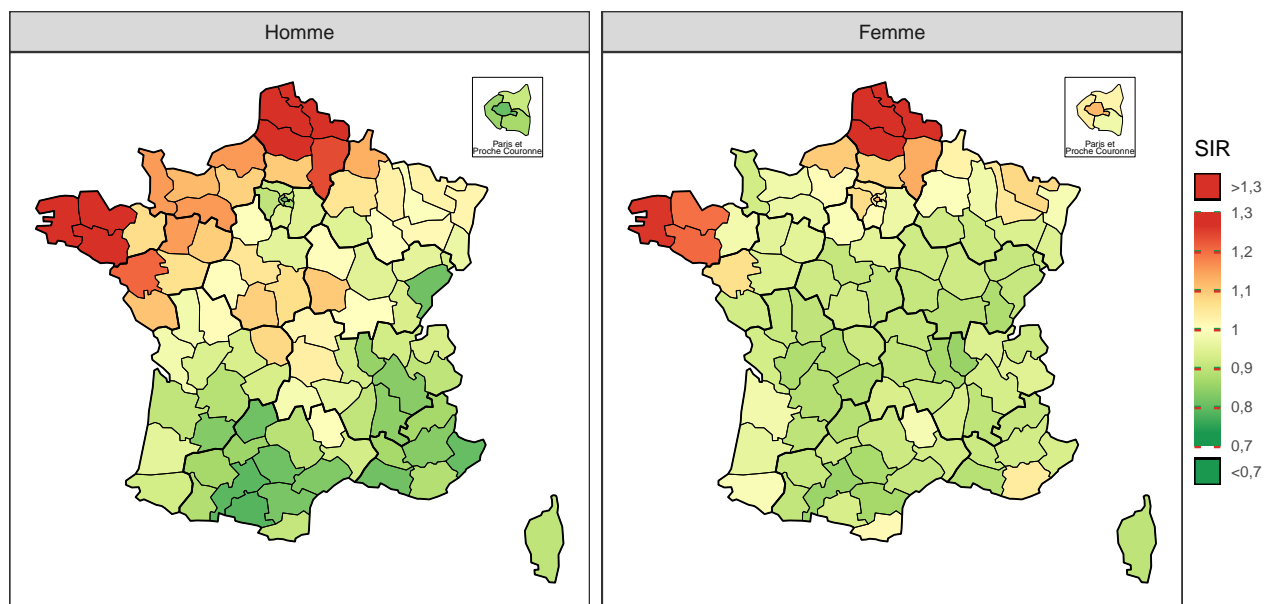 Homme
Femme
Paris et
Proche Couronne
Paris et
Proche Couronne
SIR
>1,3
1,3
1,2
1,1
1
0,9
0,8
0,7
<0,7